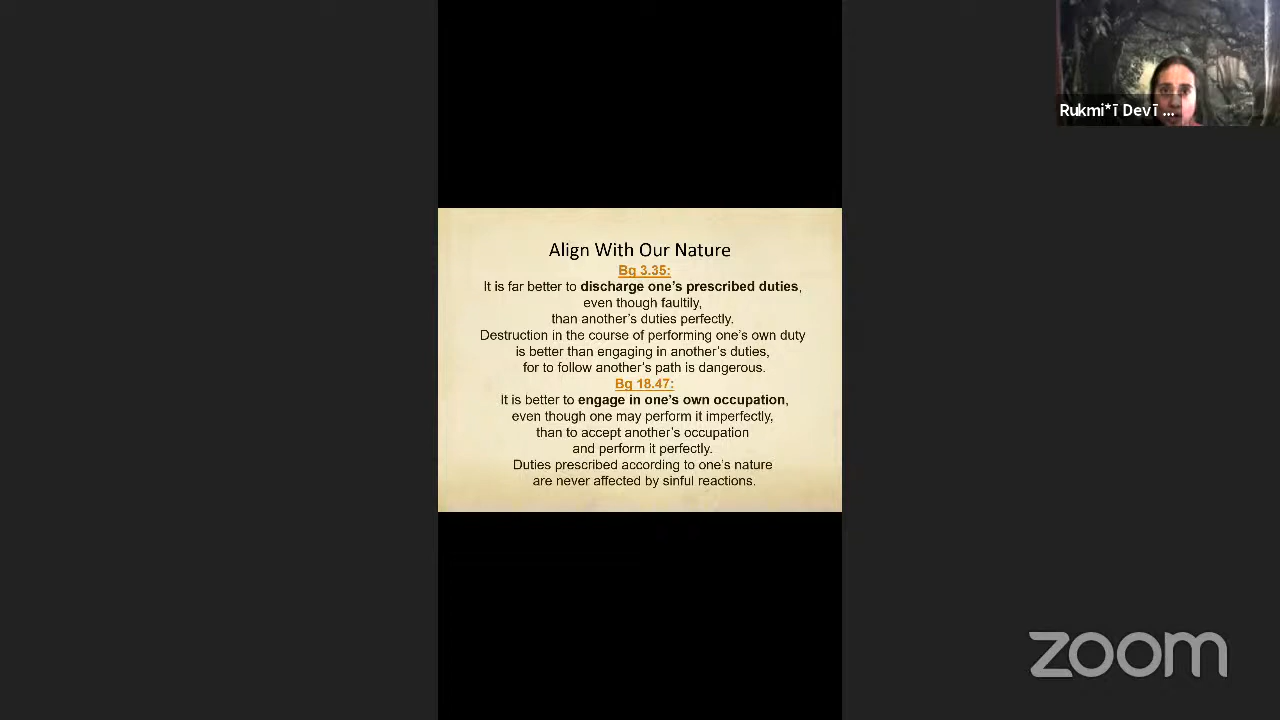 Rukmi*ī Devī ...
Align With Our Nature
Bg 3.35:
It is far better to discharge one's prescribed duties,
even though faultily,
than another's duties perfectly.
Destruction in the course of performing one's own duty
is better than engaging in another's duties,
for to follow another's path is dangerous.
Bg 18.47:
It is better to engage in one's own occupation,
even though one may perform it imperfectly,
than to accept another's occupation
and perform it perfectly.
Duties prescribed according to one's nature
are never affected by sinful reactions.
zoom